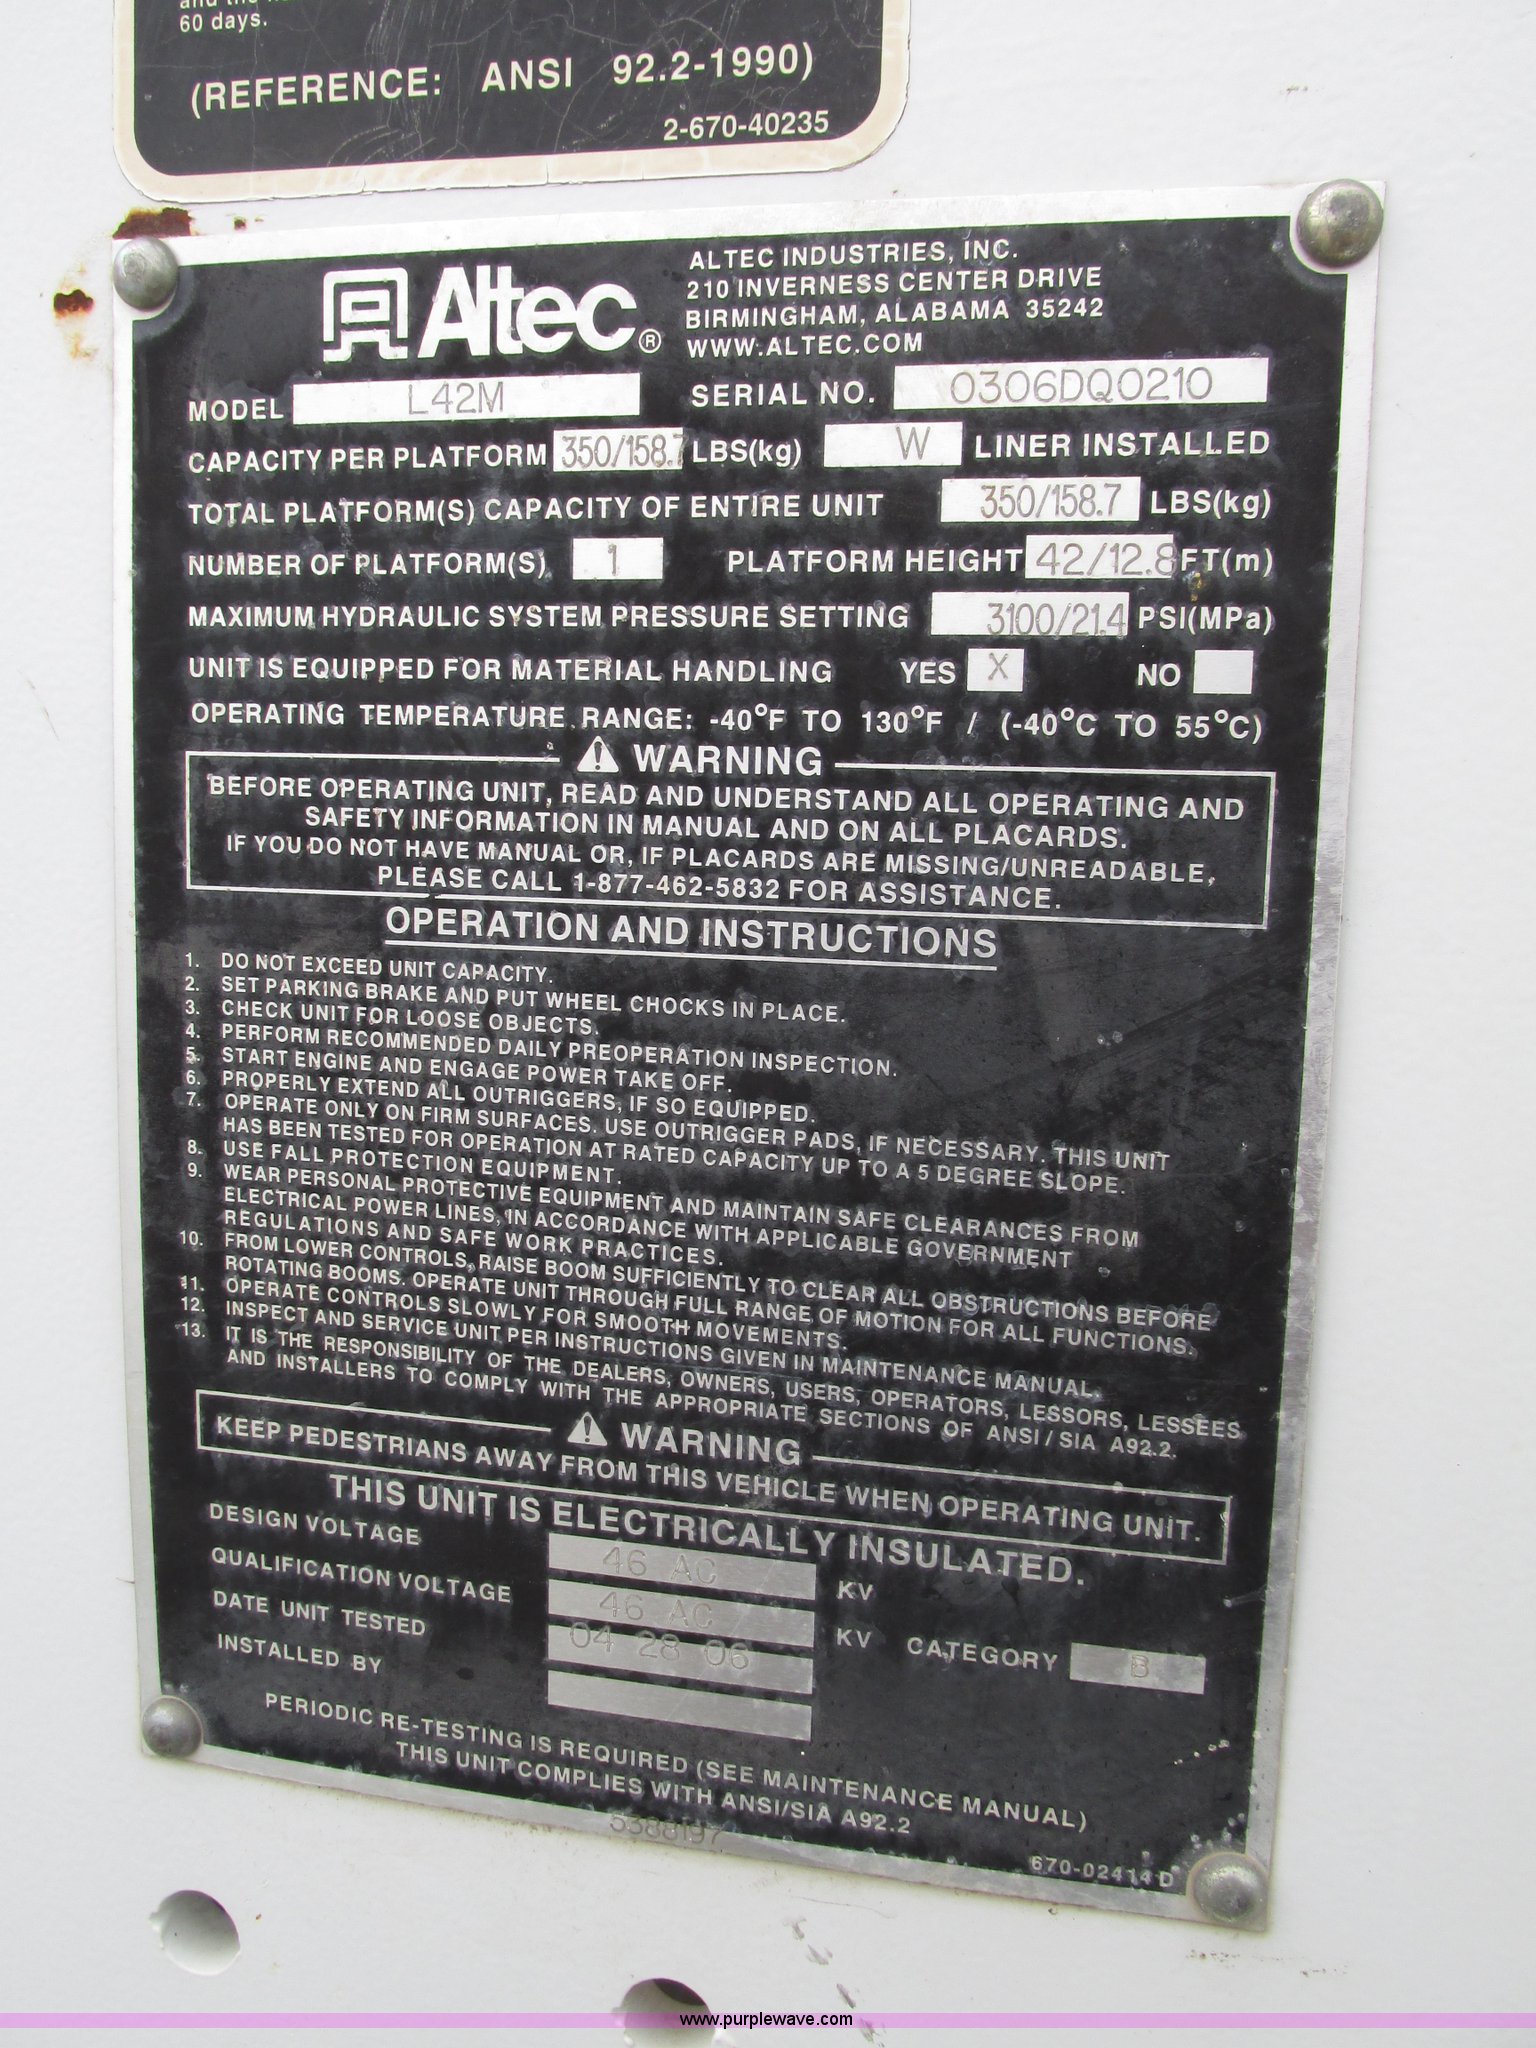 60 days.
(REFERENCE: ANSI 92.2-1990)
2-670-40235
Altec®
ALTEC INDUSTRIES, INC.
210 INVERNESS CENTER DRIVE
BIRMINGHAM, ALABAMA 35242
WWW.ALTEC.COM
MODEL L42M SERIAL NO. 0306DQ0210
CAPACITY PER PLATFORM 350/158.7 LBS(kg) W LINER INSTALLED
TOTAL PLATFORM(S) CAPACITY OF ENTIRE UNIT 350/158.7 LBS(kg)
NUMBER OF PLATFORM(S) 1 PLATFORM HEIGHT 42/12.8 FT(m)
MAXIMUM HYDRAULIC SYSTEM PRESSURE SETTING 3100/21.4 PSI(MPa)
UNIT IS EQUIPPED FOR MATERIAL HANDLING YES X NO
OPERATING TEMPERATURE RANGE: -40°F TO 130°F / (-40°C TO 55°C)
WARNING
BEFORE OPERATING UNIT, READ AND UNDERSTAND ALL OPERATING AND
SAFETY INFORMATION IN MANUAL AND ON ALL PLACARDS.
IF YOU DO NOT HAVE MANUAL OR, IF PLACARDS ARE MISSING/UNREADABLE,
PLEASE CALL 1-877-462-5832 FOR ASSISTANCE.
OPERATION AND INSTRUCTIONS
1. DO NOT EXCEED UNIT CAPACITY.
2. SET PARKING BRAKE AND PUT WHEEL CHOCKS IN PLACE.
3. CHECK UNIT FOR LOOSE OBJECTS.
4. PERFORM RECOMMENDED DAILY PREOPERATION INSPECTION.
5. START ENGINE AND ENGAGE POWER TAKE OFF.
6. PROPERLY EXTEND ALL OUTRIGGERS, IF SO EQUIPPED.
7. OPERATE ONLY ON FIRM SURFACES. USE OUTRIGGER PADS, IF NECESSARY. THIS UNIT
HAS BEEN TESTED FOR OPERATION AT RATED CAPACITY UP TO A 5 DEGREE SLOPE.
8. USE FALL PROTECTION EQUIPMENT.
9. WEAR PERSONAL PROTECTIVE EQUIPMENT AND MAINTAIN SAFE CLEARANCES FROM
ELECTRICAL POWER LINES, IN ACCORDANCE WITH APPLICABLE GOVERNMENT
REGULATIONS AND SAFE WORK PRACTICES.
10. FROM LOWER CONTROLS, RAISE BOOM SUFFICIENTLY TO CLEAR ALL OBSTRUCTIONS BEFORE
ROTATING BOOMS. OPERATE UNIT THROUGH FULL RANGE OF MOTION FOR ALL FUNCTIONS.
11. OPERATE CONTROLS SLOWLY FOR SMOOTH MOVEMENTS.
12. INSPECT AND SERVICE UNIT PER INSTRUCTIONS GIVEN IN MAINTENANCE MANUAL.
13. IT IS THE RESPONSIBILITY OF THE DEALERS, OWNERS, USERS, OPERATORS, LESSORS, LESSEES
AND INSTALLERS TO COMPLY WITH THE APPROPRIATE SECTIONS OF ANSI/SIA A92.2.
WARNING
KEEP PEDESTRIANS AWAY FROM THIS VEHICLE WHEN OPERATING UNIT.
THIS UNIT IS ELECTRICALLY INSULATED.
DESIGN VOLTAGE 46 AC KV
QUALIFICATION VOLTAGE 46 AC KV CATEGORY B
DATE UNIT TESTED 04 28 06
INSTALLED BY
PERIODIC RE-TESTING IS REQUIRED (SEE MAINTENANCE MANUAL)
THIS UNIT COMPLIES WITH ANSI/SIA A92.2
5388197
670-02414 D
www.purplewave.com